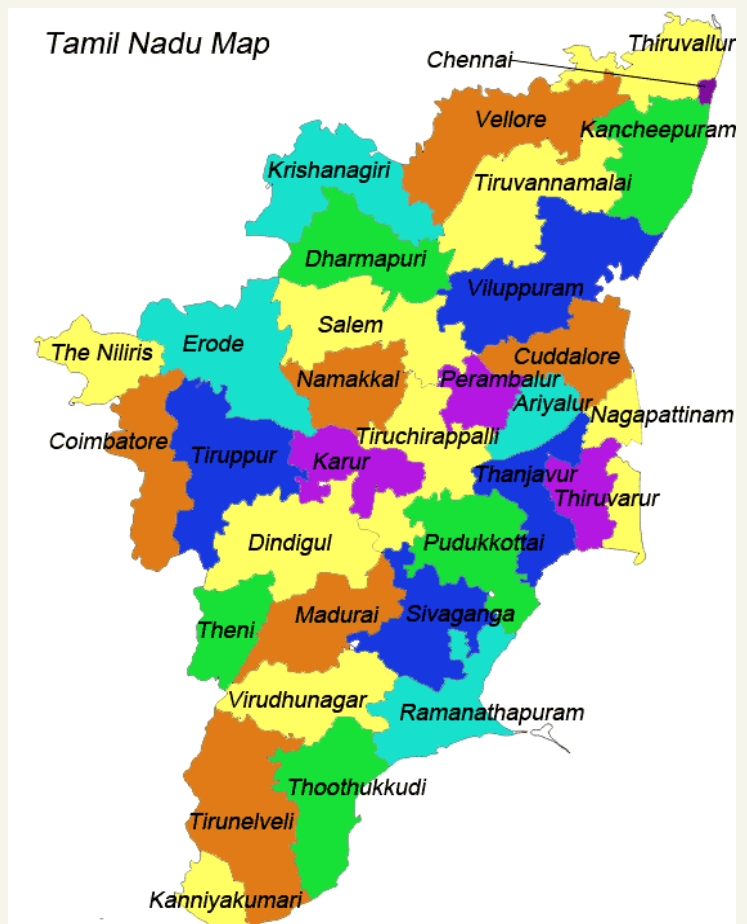 Tamil Nadu Map
Thiruvallur
Chennai
Vellore
Kancheepuram
Krishanagiri
Tiruvannamalai
Dharmapuri
Viluppuram
Salem
Erode
The Niliris
Cuddalore
Namakkal
Perambalur
Ariyalur
Nagapattinam
Coimbatore
Tiruchirappalli
Tiruppur
Karur
Thanjavur
Thiruvarur
Dindigul
Pudukkottai
Madurai
Sivaganga
Theni
Virudhunagar
Ramanathapuram
Thoothukkudi
Tirunelveli
Kanniyakumari